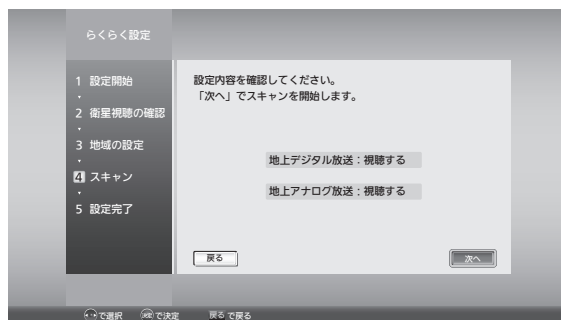 らくらく設定
1 設定開始
2 衛星視聴の確認
3 地域の設定
4 スキャン
5 設定完了
設定内容を確認してください。
「次へ」でスキャンを開始します。
地上デジタル放送：視聴する
地上アナログ放送：視聴する
戻る
次へ
で選択 決定 で決定 戻る で戻る